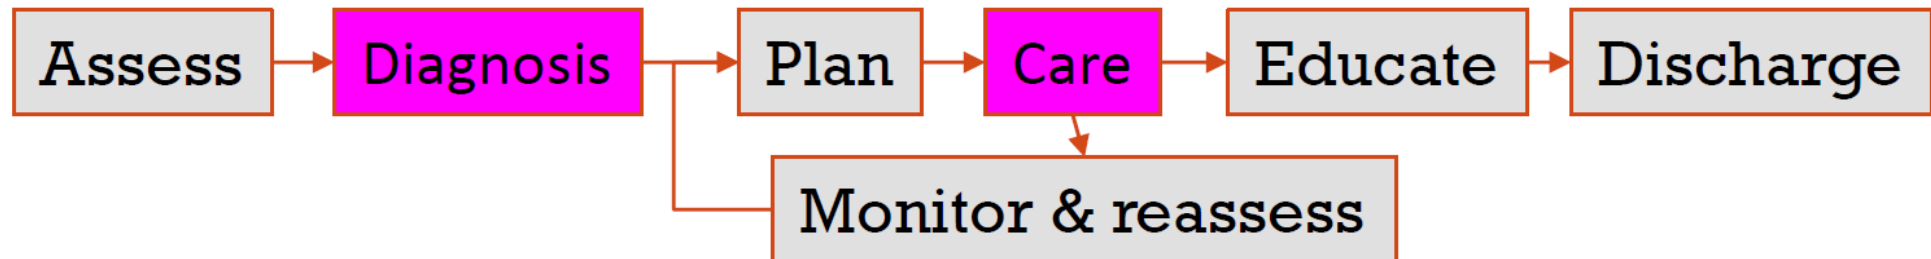 Assess
Diagnosis
Plan
Care
Educate
Discharge
Monitor & reassess